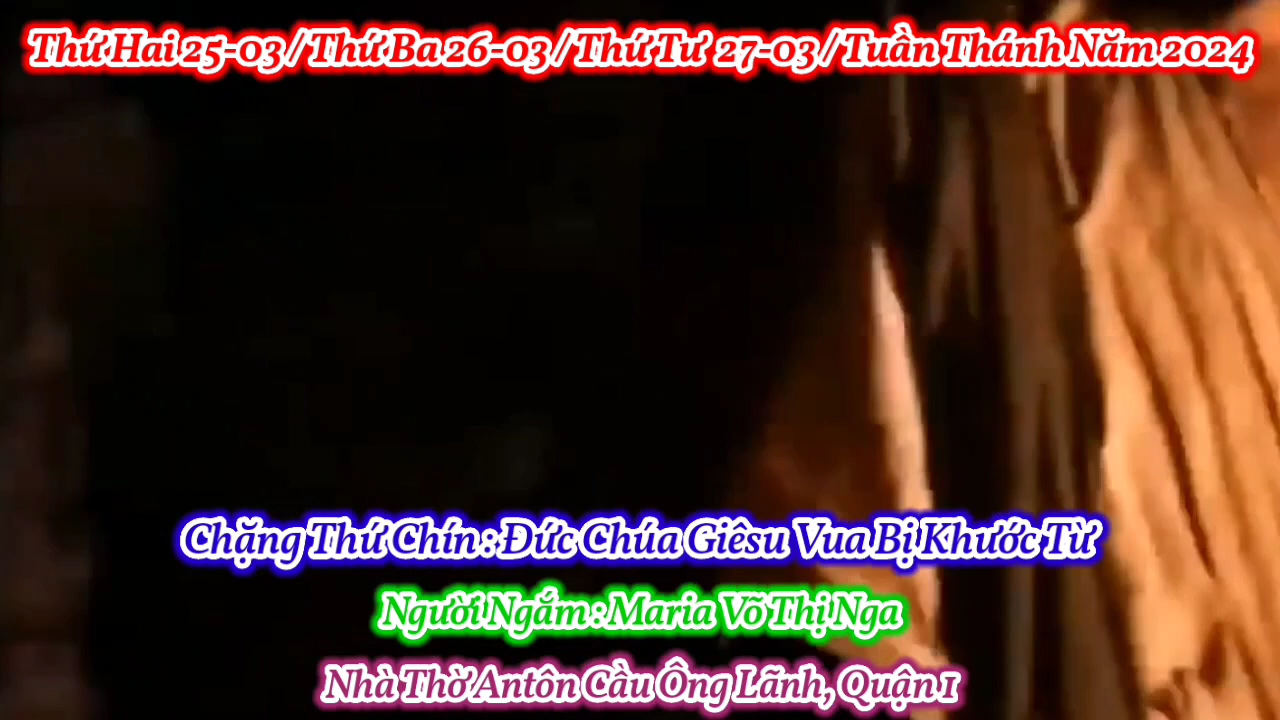 Thứ Hai 25-03 / Thứ Ba 26-03 / Thứ Tư 27-03 / Tuần Thánh Năm 2024
Chặng Thứ Chín : Đức Chúa Giêsu Vua Bị Khước Từ
Người Ngắm : Maria Võ Thị Nga
Nhà Thờ Antôn Cầu Ông Lãnh, Quận 1